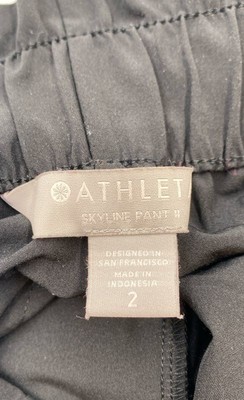 ATHLET
SKYLINE PANT II
DESIGNED IN
SAN FRANCISCO
MADE IN
INDONESIA
2